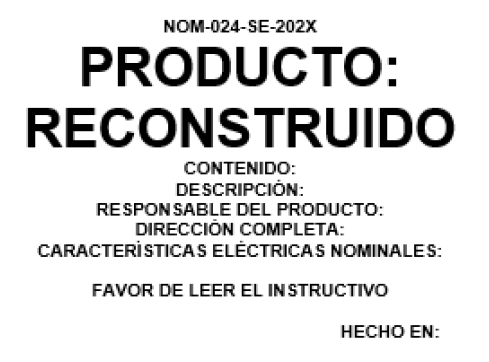 NOM-024-SE-202X
PRODUCTO:
RECONSTRUIDO
CONTENIDO:
DESCRIPCIÓN:
RESPONSABLE DEL PRODUCTO:
DIRECCIÓN COMPLETA:
CARACTERÍSTICAS ELÉCTRICAS NOMINALES:
FAVOR DE LEER EL INSTRUCTIVO
HECHO EN: